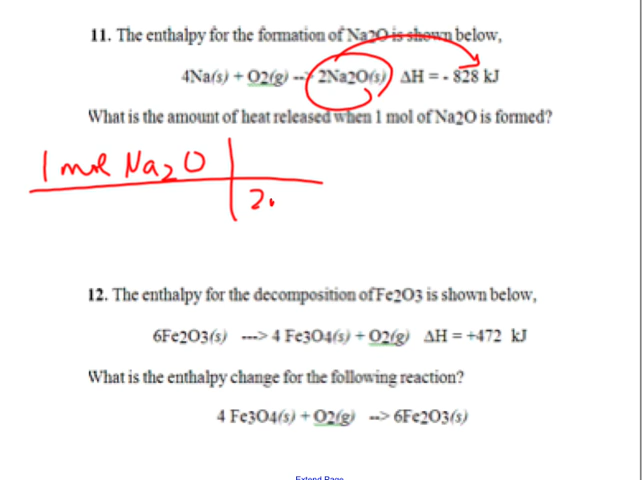 11. The enthalpy for the formation of Na2O is shown below,
4Na(s) + O2(g) --> 2Na2O(s) ΔH = - 828 kJ
What is the amount of heat released when 1 mol of Na2O is formed?
1 mol Na2O
2.
12. The enthalpy for the decomposition of Fe2O3 is shown below,
6Fe2O3(s) ---> 4 Fe3O4(s) + O2(g) ΔH = +472 kJ
What is the enthalpy change for the following reaction?
4 Fe3O4(s) + O2(g) --> 6Fe2O3(s)
Extend Page